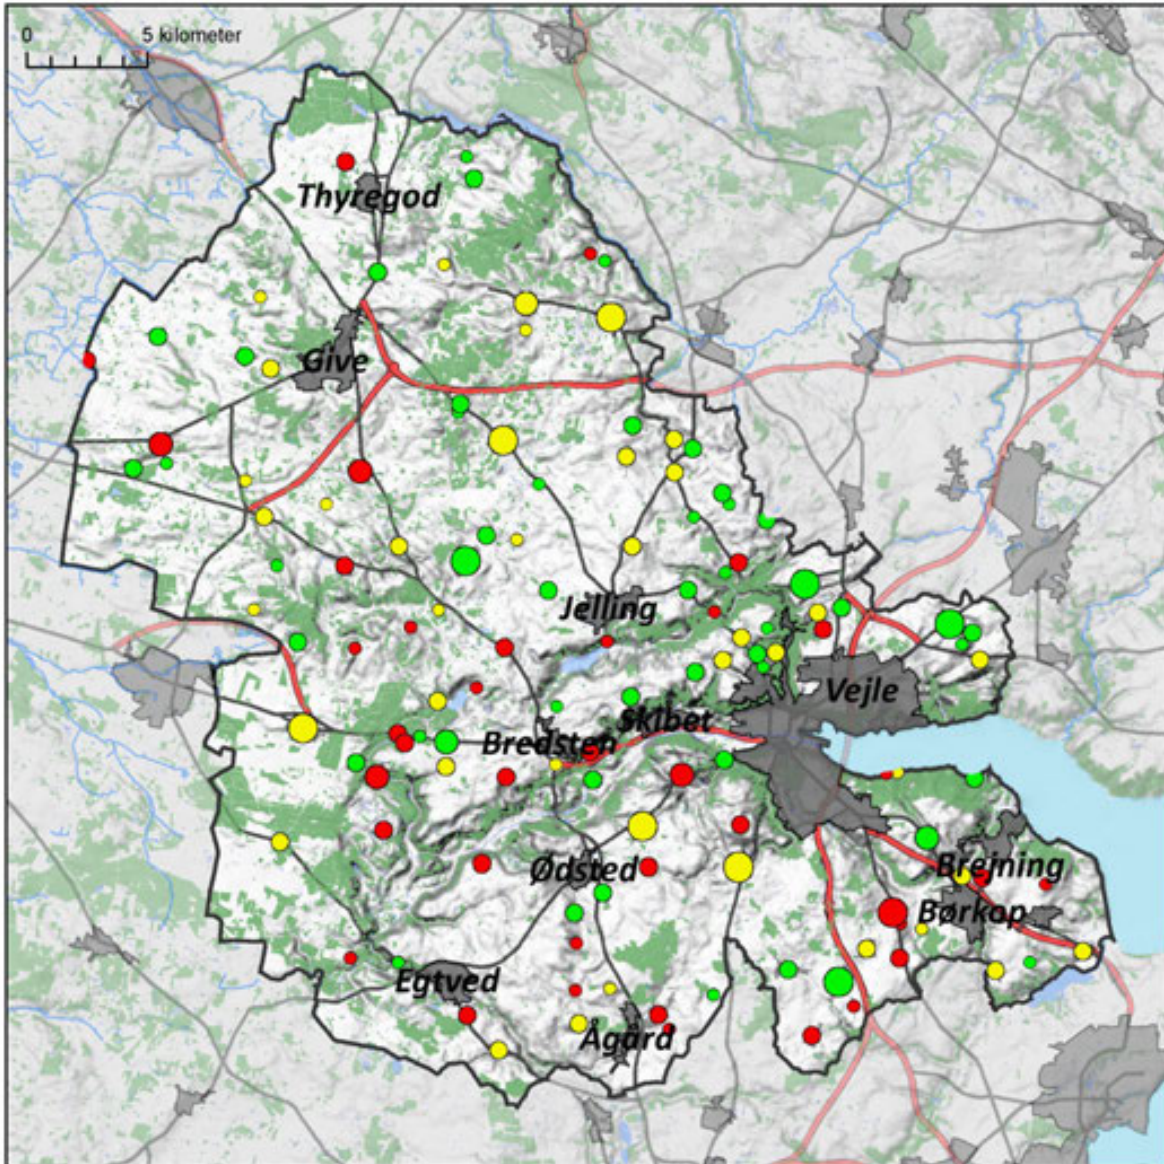 0 5 kilometer
Thyregod
Give
Jelling
Vejle
Skibet
Bredsten
Ødsted
Brejning
Børkop
Egtved
Ågård